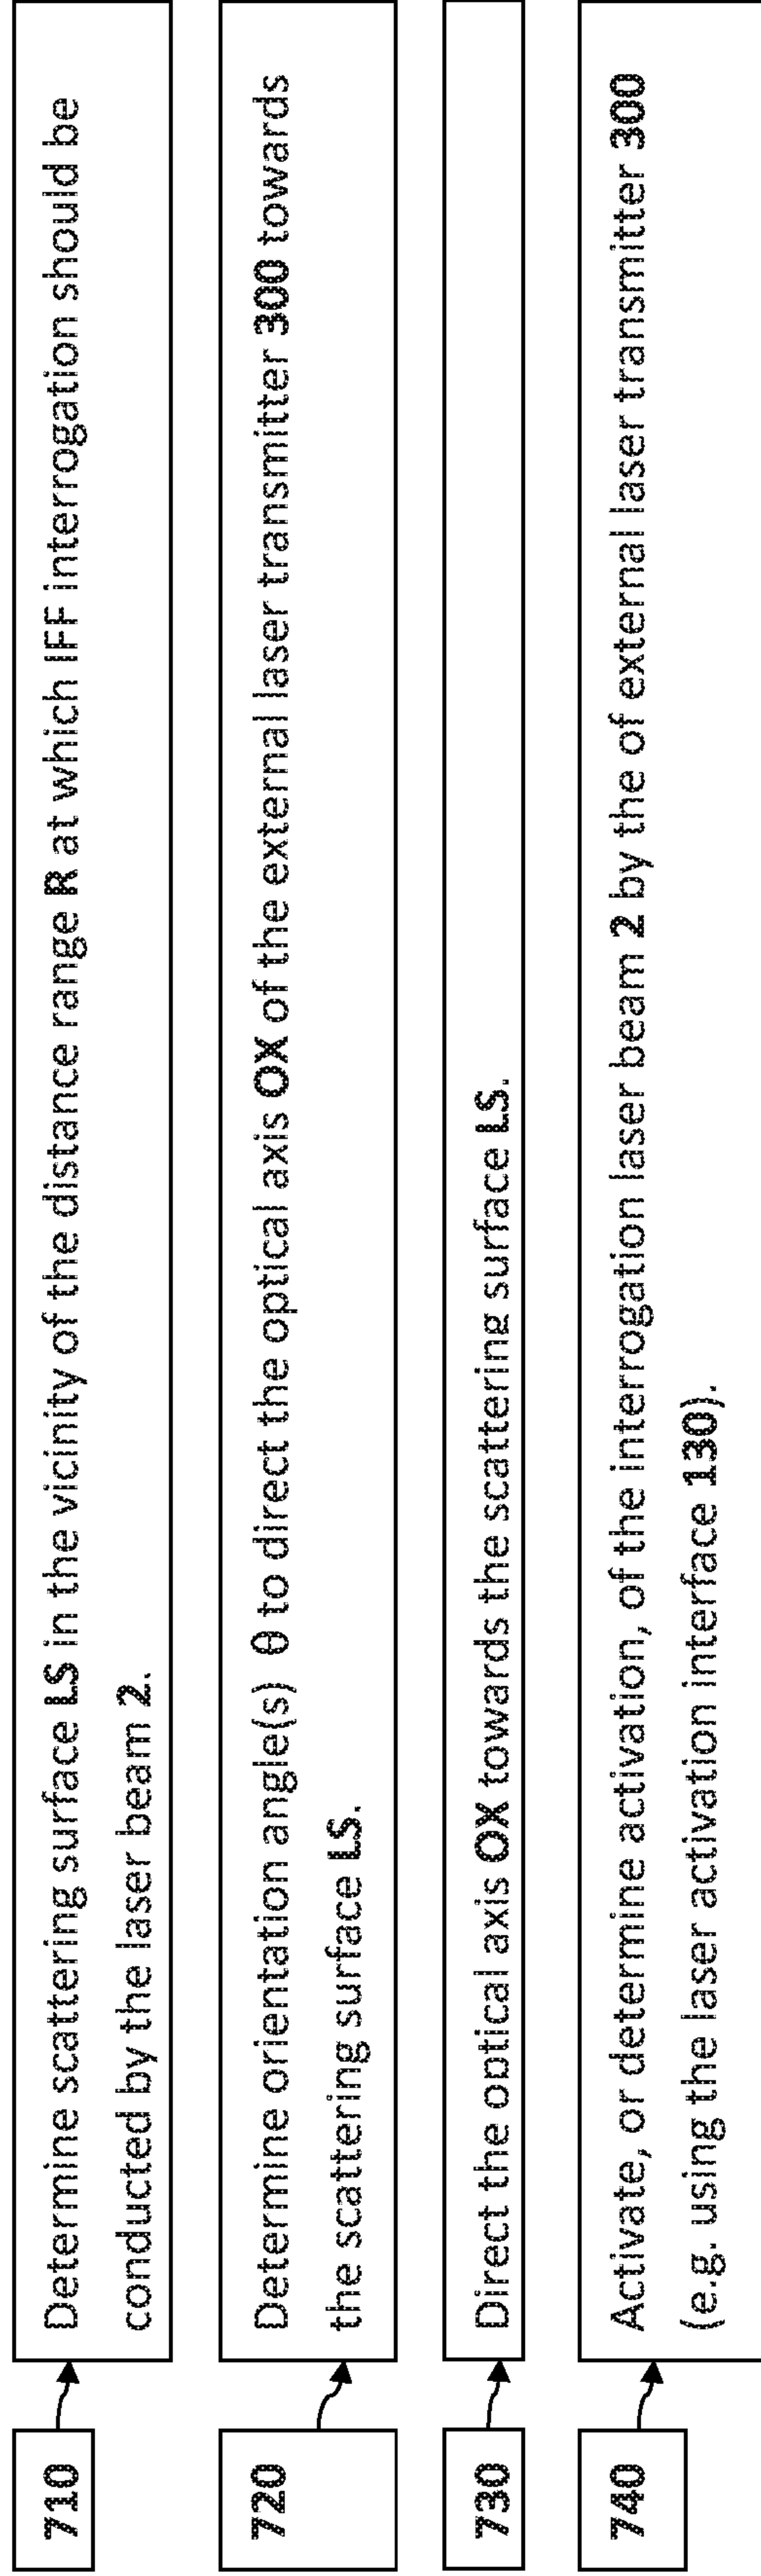 710
Determine scattering surface LS in the vicinity of the distance range R at which IFF interrogation should be
conducted by the laser beam 2.
720
Determine orientation angle(s) θ to direct the optical axis OX of the external laser transmitter 300 towards
the scattering surface LS.
730
Direct the optical axis OX towards the scattering surface LS.
740
Activate, or determine activation, of the interrogation laser beam 2 by the of external laser transmitter 300
(e.g. using the laser activation interface 130).